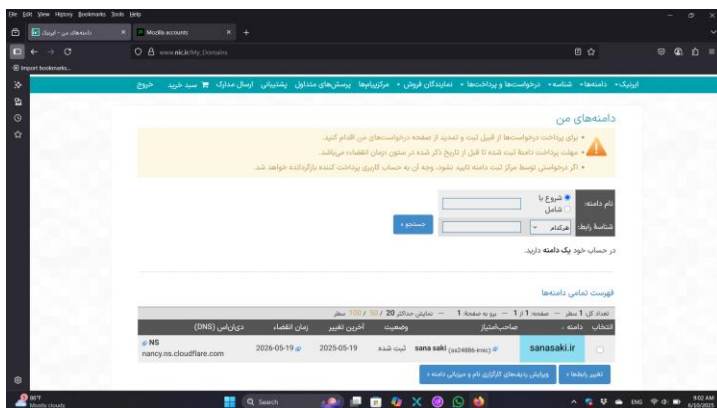 File Edit View History Bookmarks Tools Help
دامنه‌های من - ایرنیک
Mozilla accounts
www.nic.ir/My_Domains
Import bookmarks...
ایرنیک
دامنه‌ها
شناسه
درخواست‌ها و پرداخت‌ها
نمایندگان فروش
مرکزپیام‌ها
پرسش‌های متداول
پشتیبانی
ارسال مدارک
سبد خرید
خروج
دامنه‌های من
برای پرداخت درخواست‌ها از قبیل ثبت و تمدید از صفحه درخواست‌های من اقدام کنید.
مهلت پرداخت دامنهٔ ثبت شده تا قبل از تاریخ ذکر شده در ستون «زمان انقضاء» می‌باشد.
اگر درخواستی توسط مرکز ثبت دامنه تایید نشود، وجه آن به حساب کاربری پرداخت کننده بازگردانده خواهد شد.
نام دامنه:
شروع با
شامل
شناسهٔ رابط:
هرکدام
جستجو »
در حساب خود یک دامنه دارید.
فهرست تمامی دامنه‌ها
تعداد کل: 1 سطر — صفحه: 1 از 1 — برو به صفحهٔ: 1 — نمایش حداکثر 20 / 50 / 100 سطر
انتخاب
دامنه
صاحب‌امتیاز
وضعیت
آخرین تغییر
زمان انقضاء
دی‌ان‌اس (DNS)
sanasaki.ir
sana saki (ss24886-irnic)
ثبت شده
2025-05-19
2026-05-19
NS
nancy.ns.cloudflare.com
تغییر رابط‌ها »
ویرایش ردیف‌های کارگزاری نام و میزبانی دامنه »
86°F
Mostly cloudy
Search
ENG
9:02 AM
6/10/2025